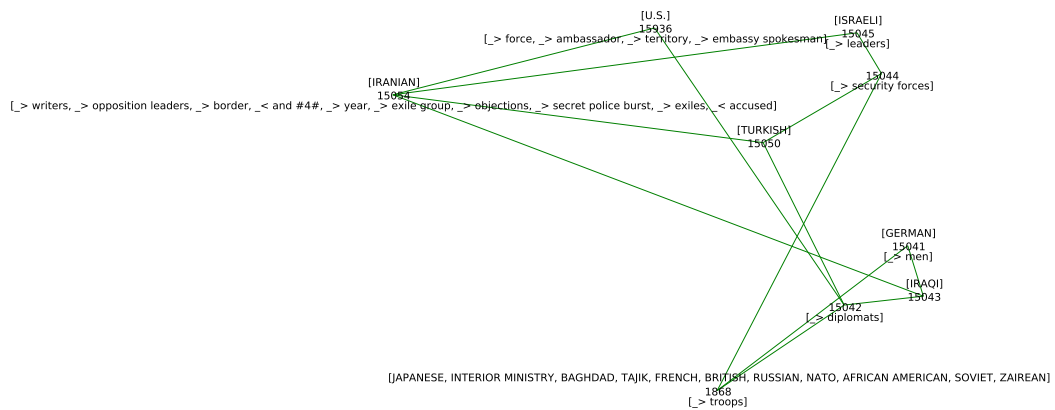 [U.S.]
15936
[_> force, _> ambassador, _> territory, _> embassy spokesman]
[ISRAELI]
15045
[_> leaders]
15044
[_> security forces]
[IRANIAN]
15054
[_> writers, _> opposition leaders, _> border, _< and #4#, _> year, _> exile group, _> objections, _> secret police burst, _> exiles, _< accused]
[TURKISH]
15050
[GERMAN]
15041
[_> men]
[IRAQI]
15043
15042
[_> diplomats]
[JAPANESE, INTERIOR MINISTRY, BAGHDAD, TAJIK, FRENCH, BRITISH, RUSSIAN, NATO, AFRICAN AMERICAN, SOVIET, ZAIREAN]
1868
[_> troops]